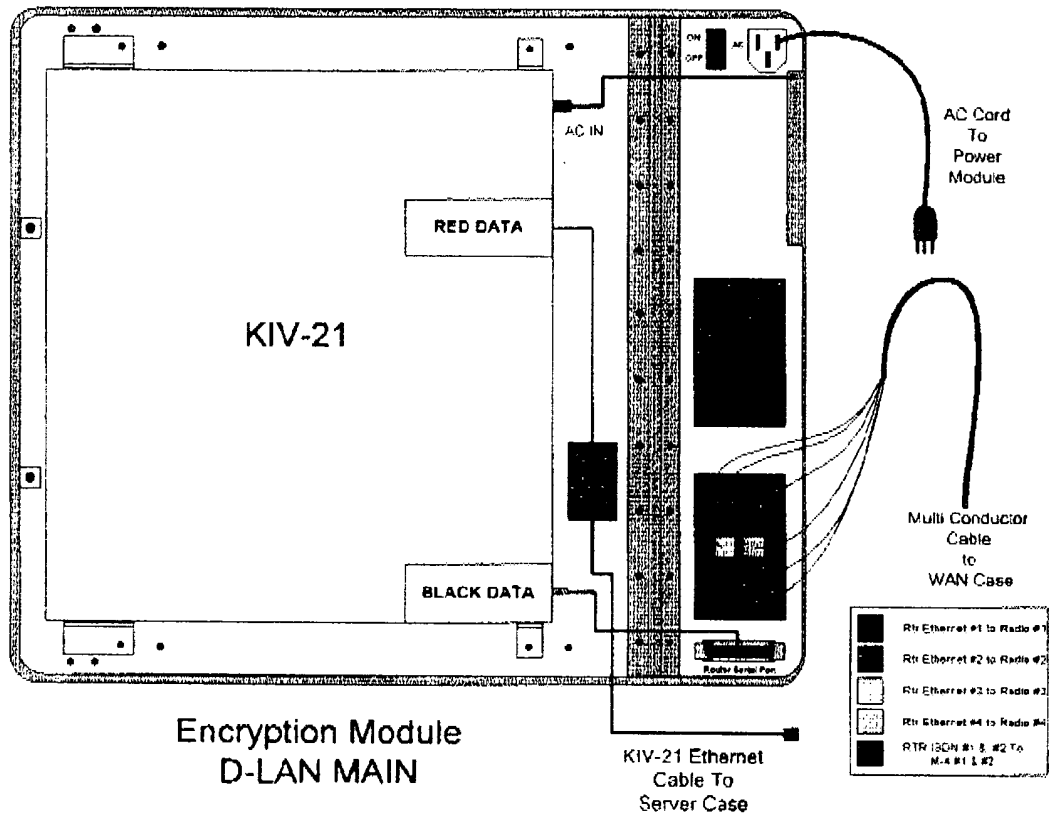 ON
OFF
AC
AC IN
AC Cord
To
Power
Module
RED DATA
KIV-21
BLACK DATA
Router Serial Port
Multi Conductor
Cable
to
WAN Case
Rtr Ethernet #1 to Radio #1
Rtr Ethernet #2 to Radio #2
Rtr Ethernet #3 to Radio #3
Rtr Ethernet #4 to Radio #4
RTR ISDN #1 & #2 To
M-4 #1 & #2
Encryption Module
D-LAN MAIN
KIV-21 Ethernet
Cable To
Server Case